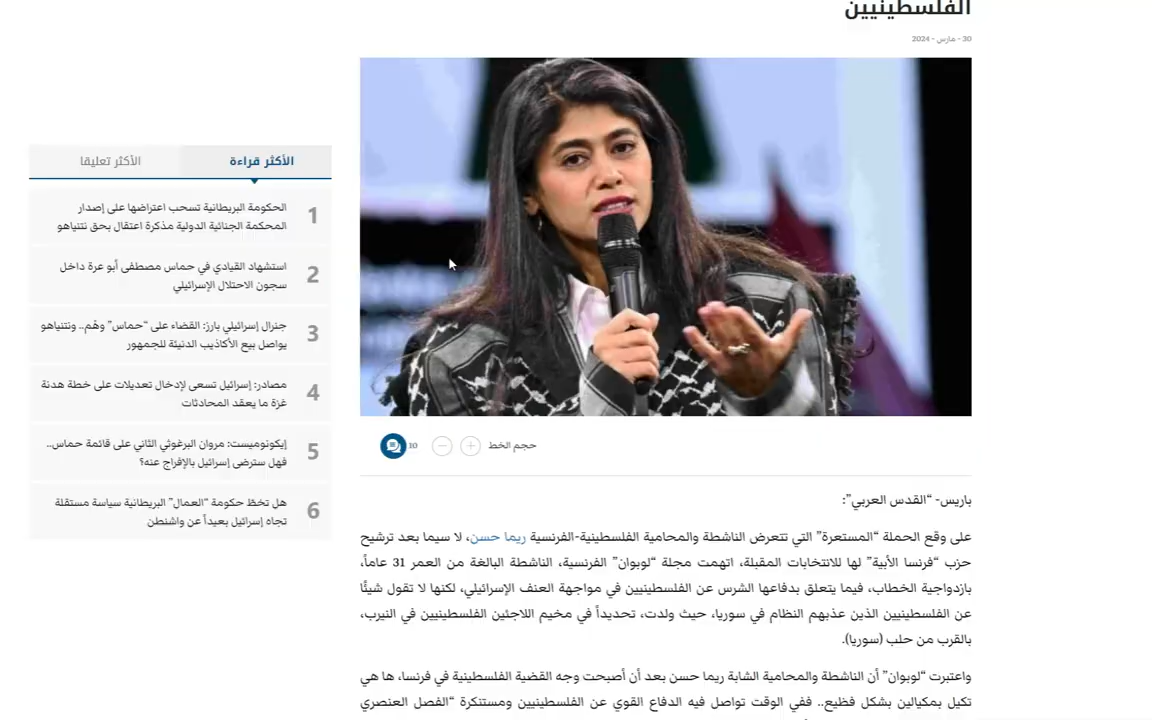 الفلسطينيين
30 - مارس - 2024
حجم الخط
10
باريس- “القدس العربي”:
على وقع الحملة “المستعرة” التي تتعرض الناشطة والمحامية الفلسطينية-الفرنسية ريما حسن، لا سيما بعد ترشيح
حزب “فرنسا الأبية” لها للانتخابات المقبلة، اتهمت مجلة “لوبوان” الفرنسية، الناشطة البالغة من العمر 31 عاماً،
بازدواجية الخطاب، فيما يتعلق بدفاعها الشرس عن الفلسطينيين في مواجهة العنف الإسرائيلي، لكنها لا تقول شيئًا
عن الفلسطينيين الذين عذبهم النظام في سوريا، حيث ولدت، تحديداً في مخيم اللاجئين الفلسطينيين في النيرب،
بالقرب من حلب (سوريا).
واعتبرت “لوبوان” أن الناشطة والمحامية الشابة ريما حسن بعد أن أصبحت وجه القضية الفلسطينية في فرنسا، ها هي
تكيل بمكيالين بشكل فظيع.. ففي الوقت تواصل فيه الدفاع القوي عن الفلسطينيين ومستنكرة “الفصل العنصري
الأكثر قراءة
الأكثر تعليقا
1
الحكومة البريطانية تسحب اعتراضها على إصدار
المحكمة الجنائية الدولية مذكرة اعتقال بحق نتنياهو
2
استشهاد القيادي في حماس مصطفى أبو عرة داخل
سجون الاحتلال الإسرائيلي
3
جنرال إسرائيلي بارز: القضاء على “حماس” وهْم.. ونتنياهو
يواصل بيع الأكاذيب الدنيئة للجمهور
4
مصادر: إسرائيل تسعى لإدخال تعديلات على خطة هدنة
غزة ما يعقد المحادثات
5
إيكونوميست: مروان البرغوثي الثاني على قائمة حماس..
فهل سترضى إسرائيل بالإفراج عنه؟
6
هل تخطّ حكومة “العمال” البريطانية سياسة مستقلة
تجاه إسرائيل بعيداً عن واشنطن